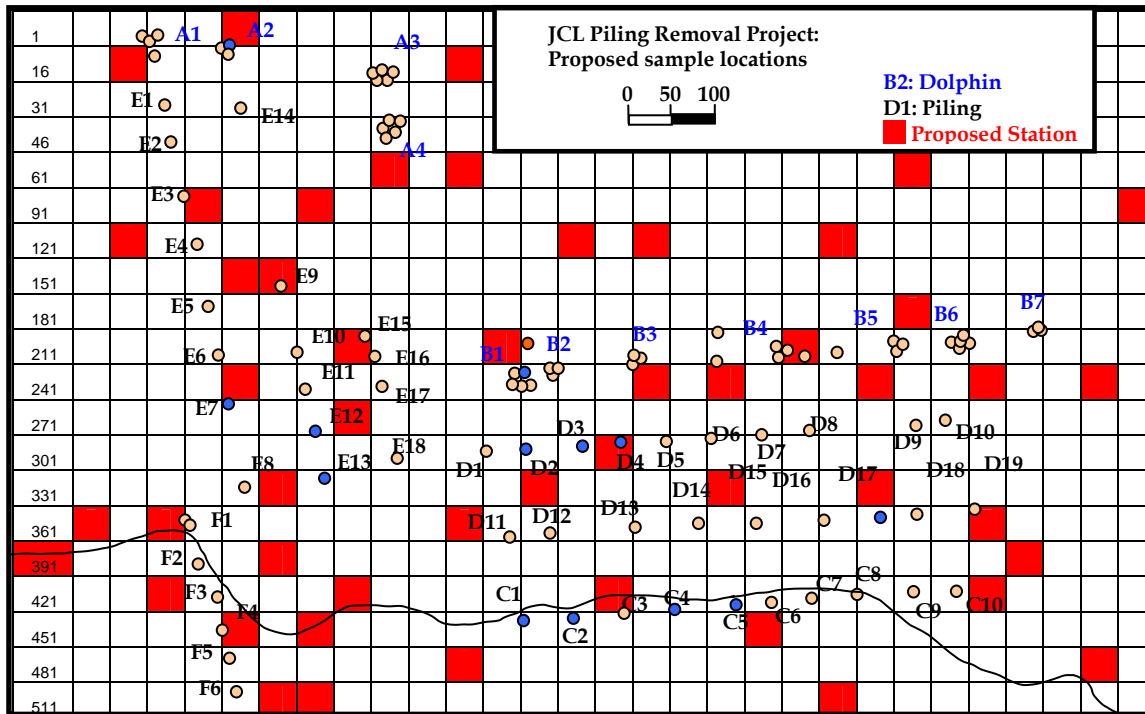 JCL Piling Removal Project:
Proposed sample locations
0 50 100
B2: Dolphin
D1: Piling
Proposed Station
1
A1 A2 A3
16
31
E1 E14
46
E2 A4
61
E3
91
121
E4
151
E9
E5
181
E10 E15 B1 B2 B3 B4 B5 B6 B7
211
E6 E16
241
E11 E17
271
E7 E12 D3 D6 D7 D8 D9 D10
301
E8 E13 E18 D1 D2 D4 D5 D15 D16 D17 D18 D19
331
D14
361
F1 D11 D12 D13
391
F2
421
F3 F4 C1 C2 C3 C4 C5 C6 C7 C8 C9 C10
451
F5
481
F6
511